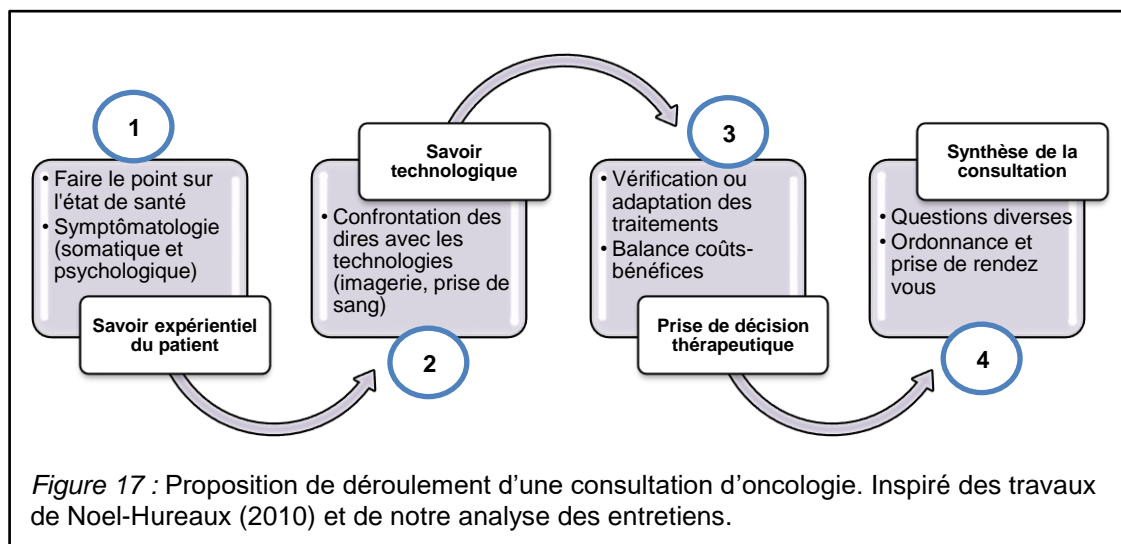 1
• Faire le point sur
l'état de santé
• Symptômatologie
(somatique et
psychologique)
Savoir expérientiel
du patient
Savoir
technologique
• Confrontation des
dires avec les
technologies
(imagerie, prise de
sang)
2
3
• Vérification ou
adaptation des
traitements
• Balance coûts-
bénéfices
Prise de décision
thérapeutique
Synthèse de la
consultation
• Questions diverses
• Ordonnance et
prise de rendez
vous
4
Figure 17 : Proposition de déroulement d’une consultation d’oncologie. Inspiré des travaux
de Noel-Hureaux (2010) et de notre analyse des entretiens.